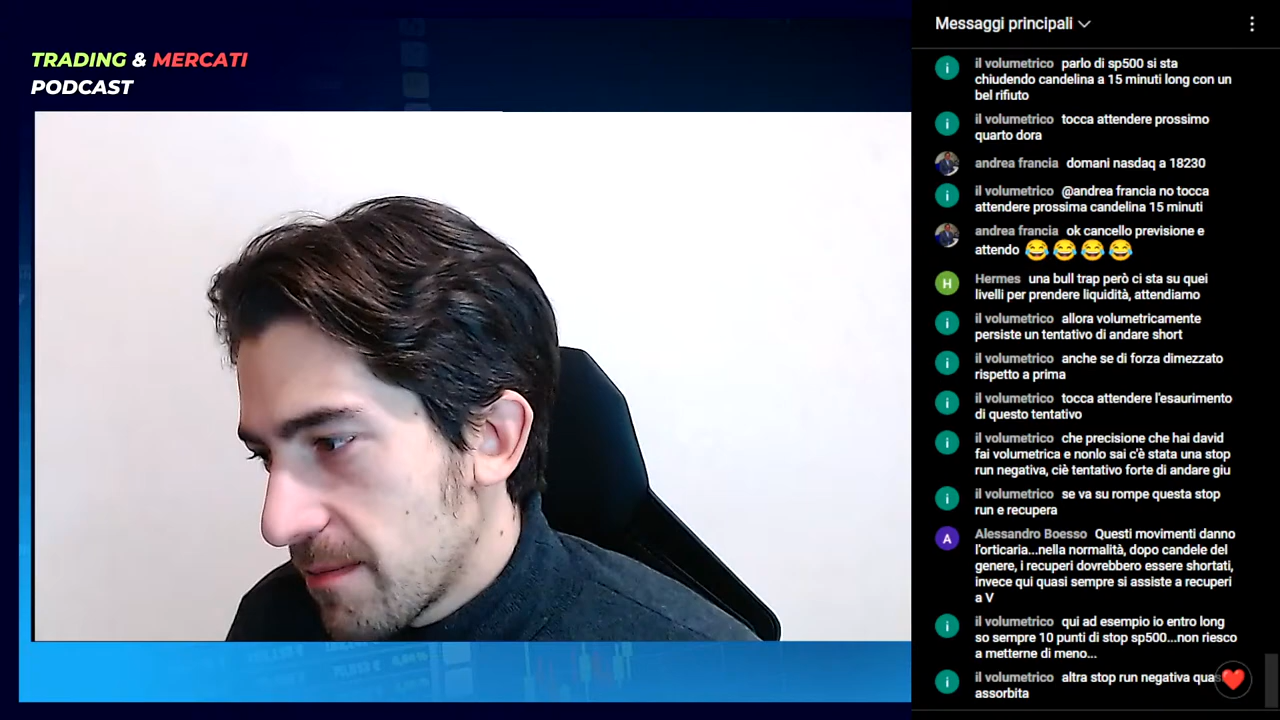 TRADING & MERCATI
PODCAST
Messaggi principali
il volumetrico parlo di sp500 si sta
chiudendo candelina a 15 minuti long con un
bel rifiuto
il volumetrico tocca attendere prossimo
quarto dora
andrea francia domani nasdaq a 18230
il volumetrico @andrea francia no tocca
attendere prossima candelina 15 minuti
andrea francia ok cancello previsione e
attendo 😂😂😂😂
H
Hermes una bull trap però ci sta su quei
livelli per prendere liquidità, attendiamo
il volumetrico allora volumetricamente
persiste un tentativo di andare short
il volumetrico anche se di forza dimezzato
rispetto a prima
il volumetrico tocca attendere l'esaurimento
di questo tentativo
il volumetrico che precisione che hai david
fai volumetrica e nonlo sai c'è stata una stop
run negativa, ciè tentativo forte di andare giu
il volumetrico se va su rompe questa stop
run e recupera
A
Alessandro Boesso Questi movimenti danno
l'orticaria...nella normalità, dopo candele del
genere, i recuperi dovrebbero essere shortati,
invece qui quasi sempre si assiste a recuperi
a V
il volumetrico qui ad esempio io entro long
so sempre 10 punti di stop sp500...non riesco
a metterne di meno...
il volumetrico altra stop run negativa
assorbita